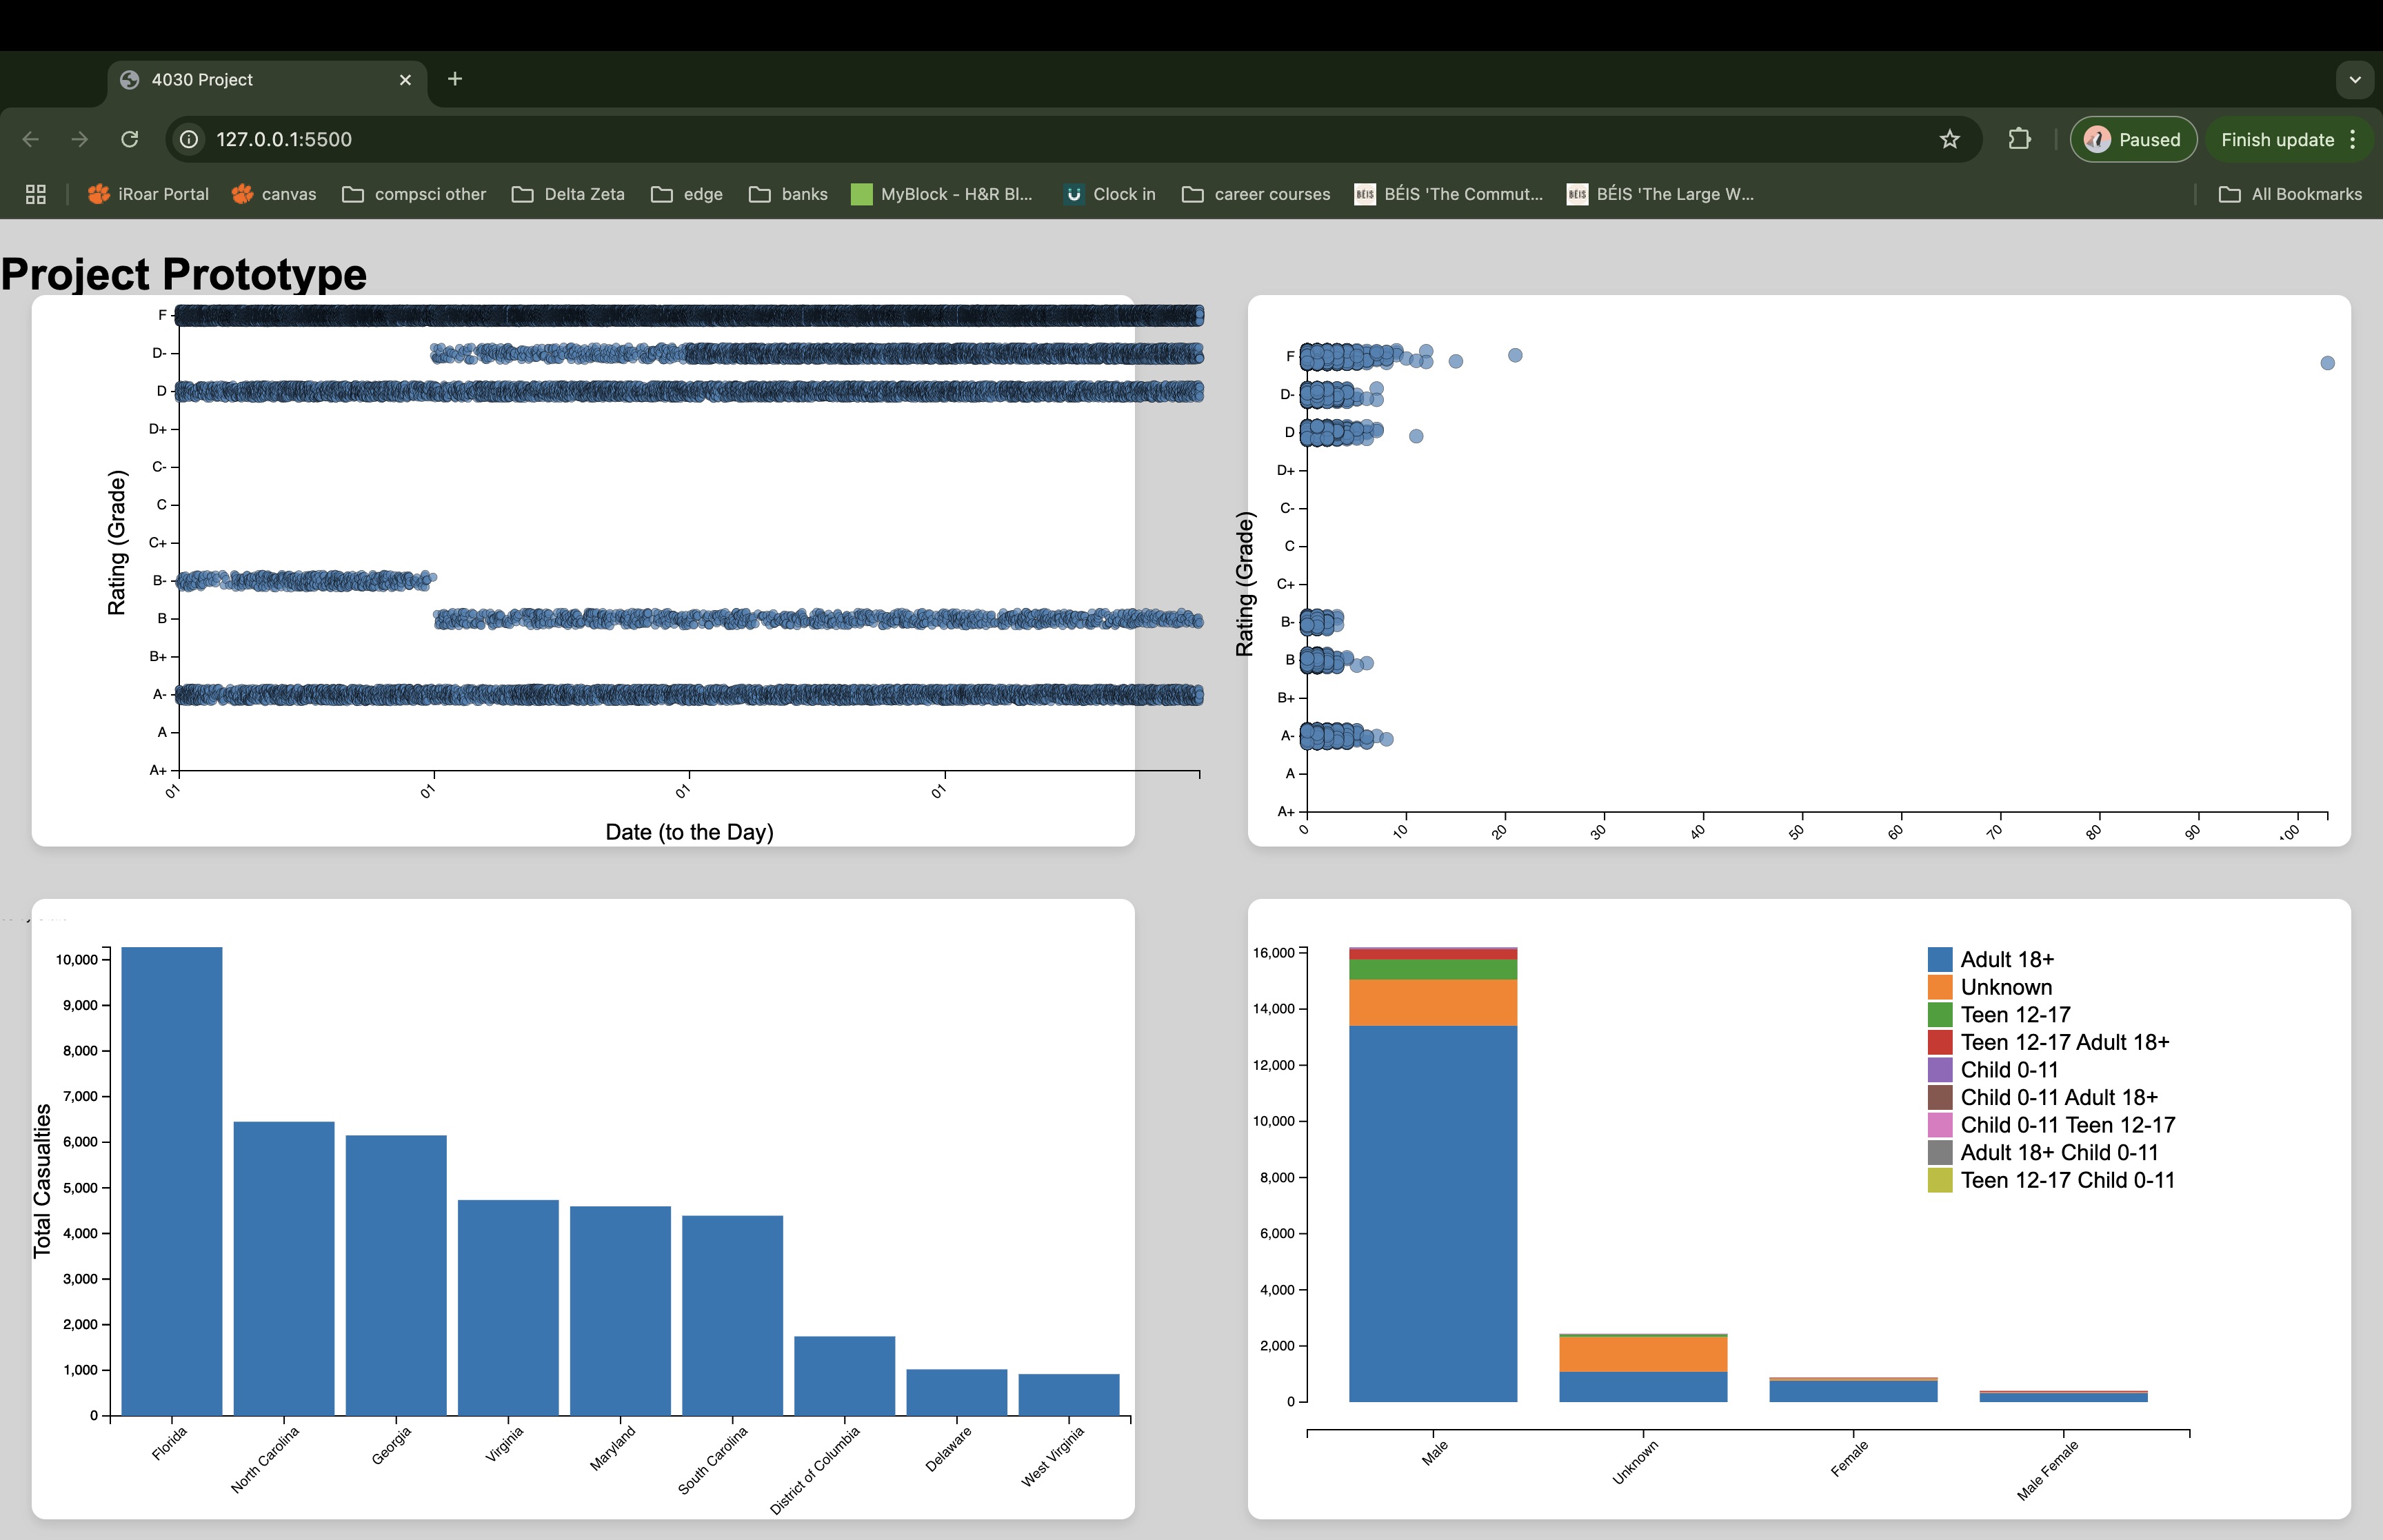 4030 Project
127.0.0.1:5500
Paused
Finish update
iRoar Portal
canvas
compsci other
Delta Zeta
edge
banks
MyBlock - H&R Bl...
Clock in
career courses
BÉIS
BÉIS 'The Commut...
BÉIS
BÉIS 'The Large W...
All Bookmarks
Project Prototype
F
D-
D
D+
C-
C
C+
B-
B
B+
A-
A
A+
Rating (Grade)
01
01
01
01
Date (to the Day)
F
D-
D
D+
C-
C
C+
B-
B
B+
A-
A
A+
Rating (Grade)
0
10
20
30
40
50
60
70
80
90
100
10,000
9,000
8,000
7,000
6,000
5,000
4,000
3,000
2,000
1,000
0
Total Casualties
Florida
North Carolina
Georgia
Virginia
Maryland
South Carolina
District of Columbia
Delaware
West Virginia
16,000
14,000
12,000
10,000
8,000
6,000
4,000
2,000
0
Male
Unknown
Female
Male Female
Adult 18+
Unknown
Teen 12-17
Teen 12-17 Adult 18+
Child 0-11
Child 0-11 Adult 18+
Child 0-11 Teen 12-17
Adult 18+ Child 0-11
Teen 12-17 Child 0-11